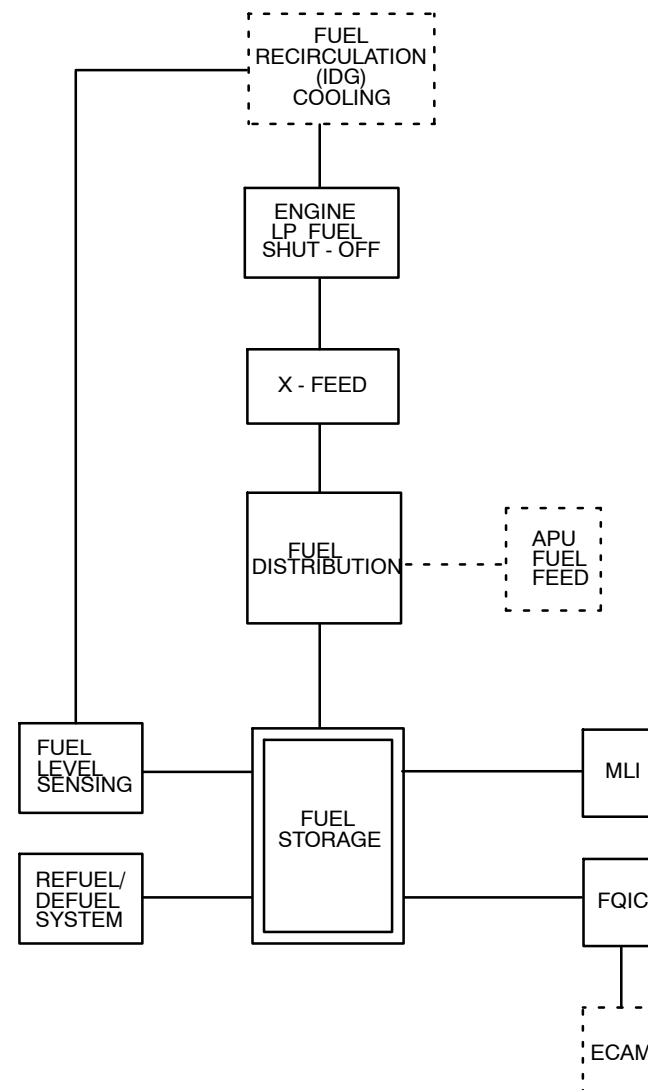 FUEL
RECIRCULATION
(IDG)
COOLING
ENGINE
LP FUEL
SHUT - OFF
X - FEED
FUEL
DISTRIBUTION
APU
FUEL
FEED
FUEL
LEVEL
SENSING
FUEL
STORAGE
MLI
REFUEL/
DEFUEL
SYSTEM
FQIC
ECAM